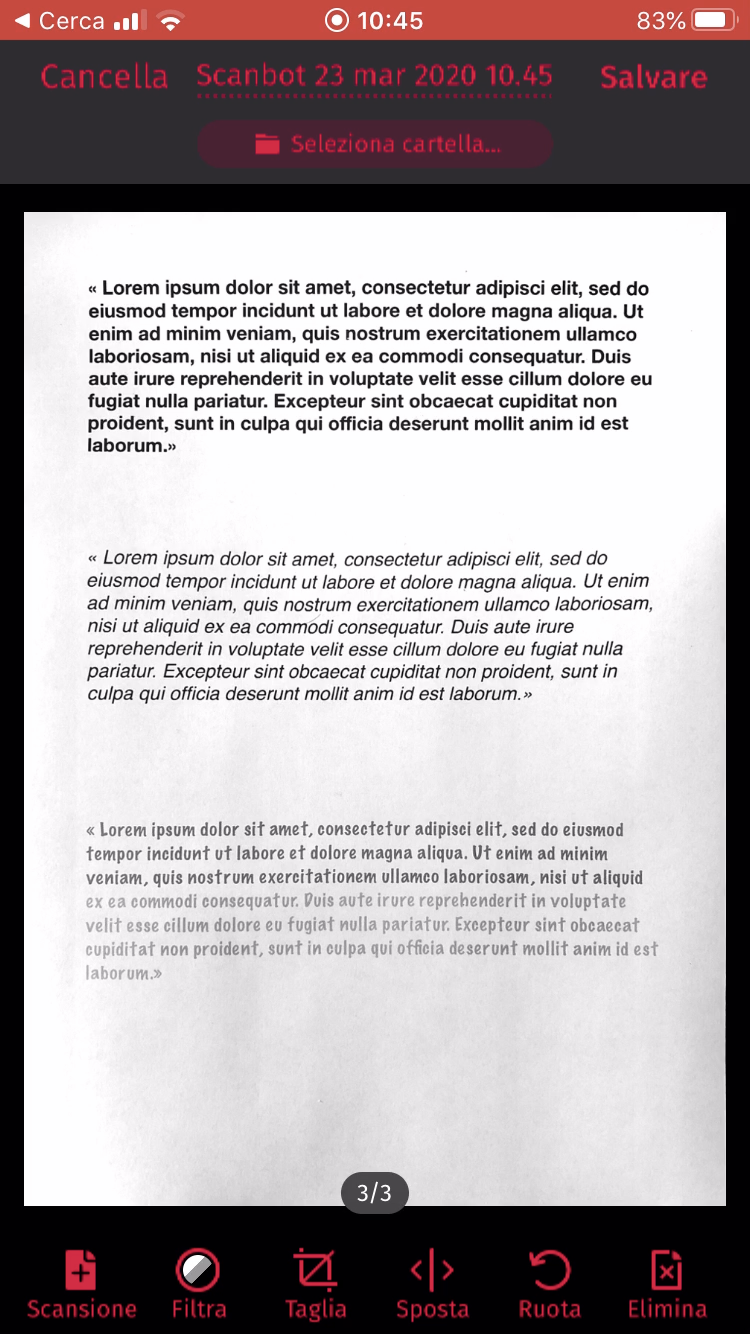 Cerca 10:45 83%
Cancella Scanbot 23 mar 2020 10.45 Salvare
Seleziona cartella...
« Lorem ipsum dolor sit amet, consectetur adipisci elit, sed do
eiusmod tempor incidunt ut labore et dolore magna aliqua. Ut
enim ad minim veniam, quis nostrum exercitationem ullamco
laboriosam, nisi ut aliquid ex ea commodi consequatur. Duis
aute irure reprehenderit in voluptate velit esse cillum dolore eu
fugiat nulla pariatur. Excepteur sint obcaecat cupiditat non
proident, sunt in culpa qui officia deserunt mollit anim id est
laborum.»
« Lorem ipsum dolor sit amet, consectetur adipisci elit, sed do
eiusmod tempor incidunt ut labore et dolore magna aliqua. Ut enim
ad minim veniam, quis nostrum exercitationem ullamco laboriosam,
nisi ut aliquid ex ea commodi consequatur. Duis aute irure
reprehenderit in voluptate velit esse cillum dolore eu fugiat nulla
pariatur. Excepteur sint obcaecat cupiditat non proident, sunt in
culpa qui officia deserunt mollit anim id est laborum.»
« Lorem ipsum dolor sit amet, consectetur adipisci elit, sed do eiusmod
tempor incidunt ut labore et dolore magna aliqua. Ut enim ad minim
veniam, quis nostrum exercitationem ullamco laboriosam, nisi ut aliquid
ex ea commodi consequatur. Duis aute irure reprehenderit in voluptate
velit esse cillum dolore eu fugiat nulla pariatur. Excepteur sint obcaecat
cupiditat non proident, sunt in culpa qui officia deserunt mollit anim id est
laborum.»
3/3
Scansione Filtra Taglia Sposta Ruota Elimina